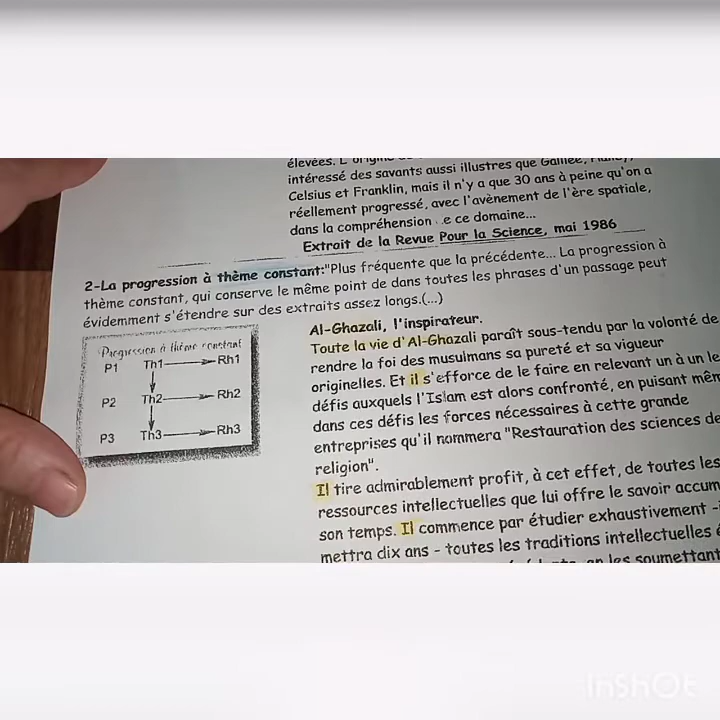 intéressé des savants aussi illustres que Galilée,
Celsius et Franklin, mais il n'y a que 30 ans à peine qu'on a
réellement progressé, avec l'avènement de l'ère spatiale,
dans la compréhension e ce domaine...
Extrait de la Revue Pour la Science, mai 1986
2-La progression à thème constant:"Plus fréquente que la précédente... La progression à
thème constant, qui conserve le même point de dans toutes les phrases d'un passage peut
évidemment s'étendre sur des extraits assez longs.(...)
Progression à thème constant
P1 Th1 Rh1
P2 Th2 Rh2
P3 Th3 Rh3
Al-Ghazali, l'inspirateur.
Toute la vie d'Al-Ghazali paraît sous-tendu par la volonté de
rendre la foi des musulmans sa pureté et sa vigueur
originelles. Et il s'efforce de le faire en relevant un à un le
défis auxquels l'Islam est alors confronté, en puisant mêm
dans ces défis les forces nécessaires à cette grande
entreprises qu'il nommera "Restauration des sciences de
religion".
Il tire admirablement profit, à cet effet, de toutes les
ressources intellectuelles que lui offre le savoir accum
son temps. Il commence par étudier exhaustivement -
mettra dix ans - toutes les traditions intellectuelles
les soumettant
InShOt